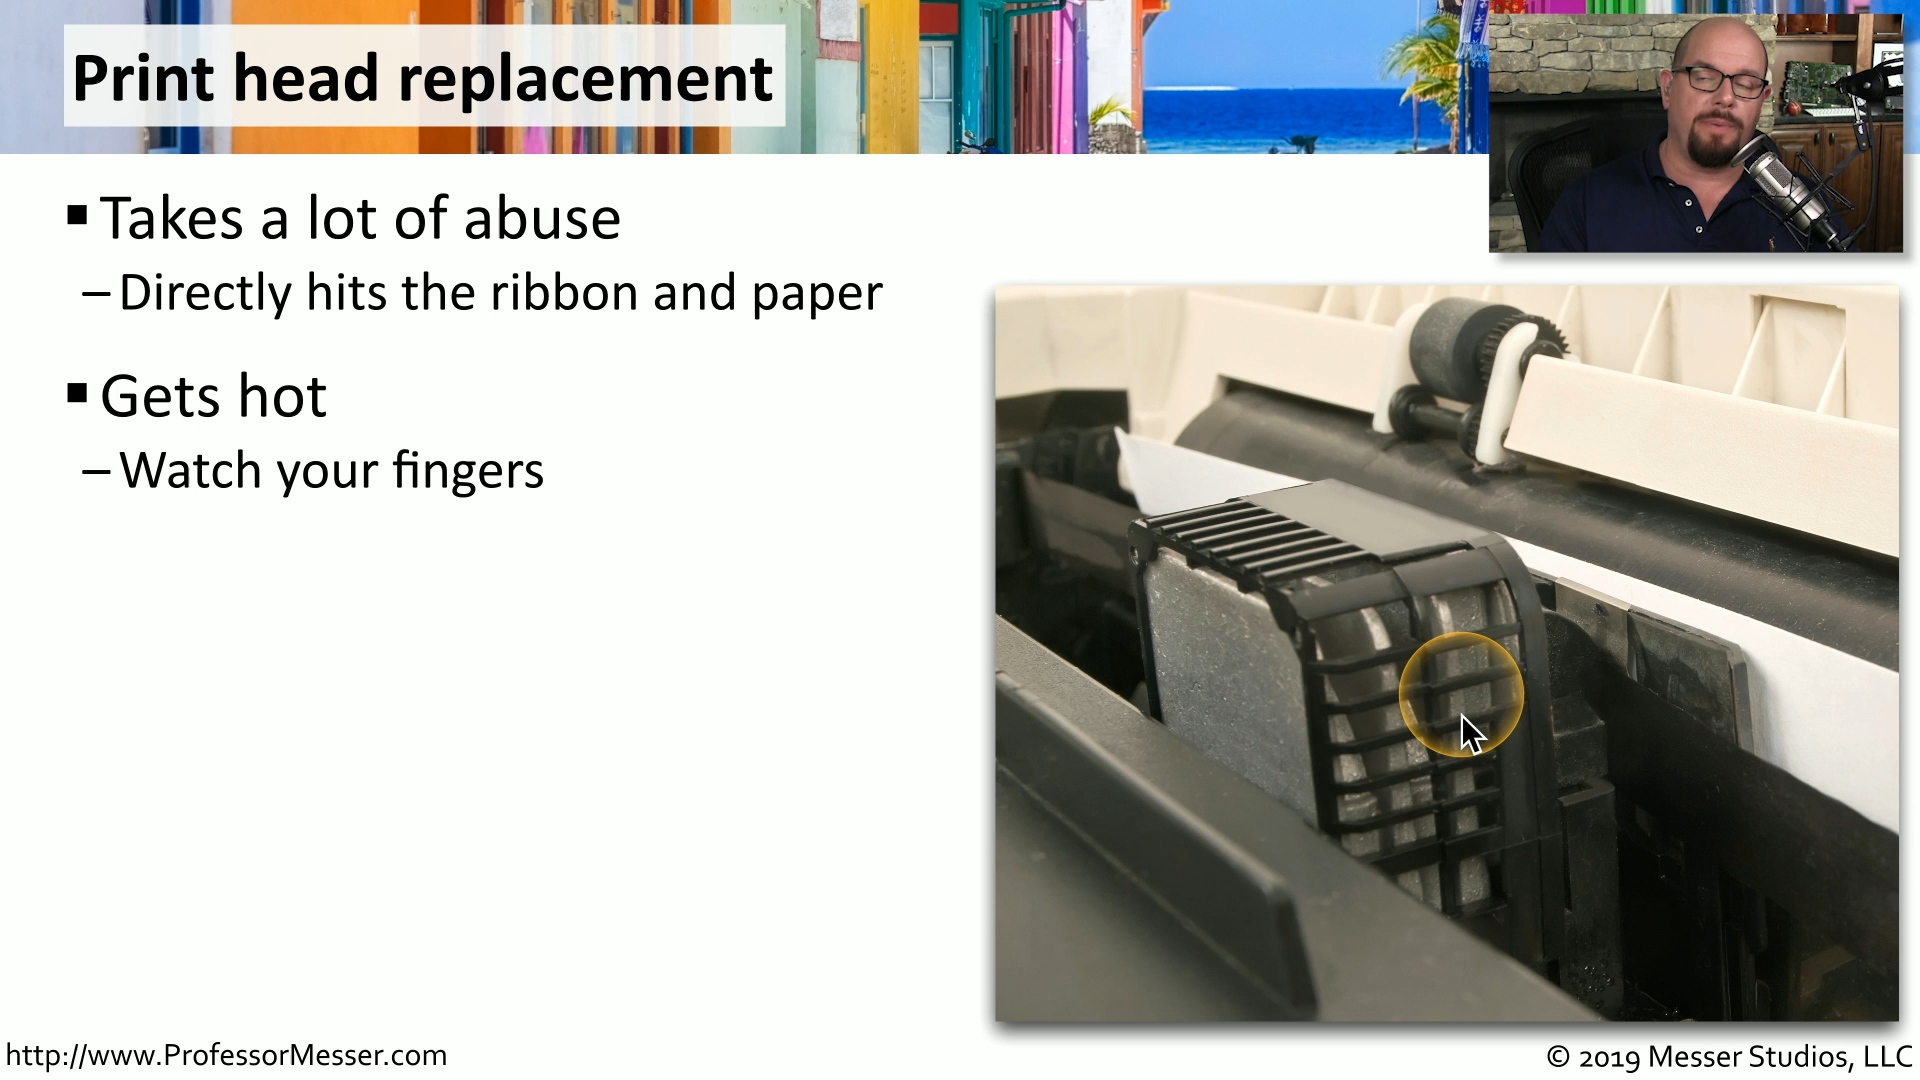 Print head replacement
▪ Takes a lot of abuse
– Directly hits the ribbon and paper
▪ Gets hot
– Watch your fingers
http://www.ProfessorMesser.com
© 2019 Messer Studios, LLC